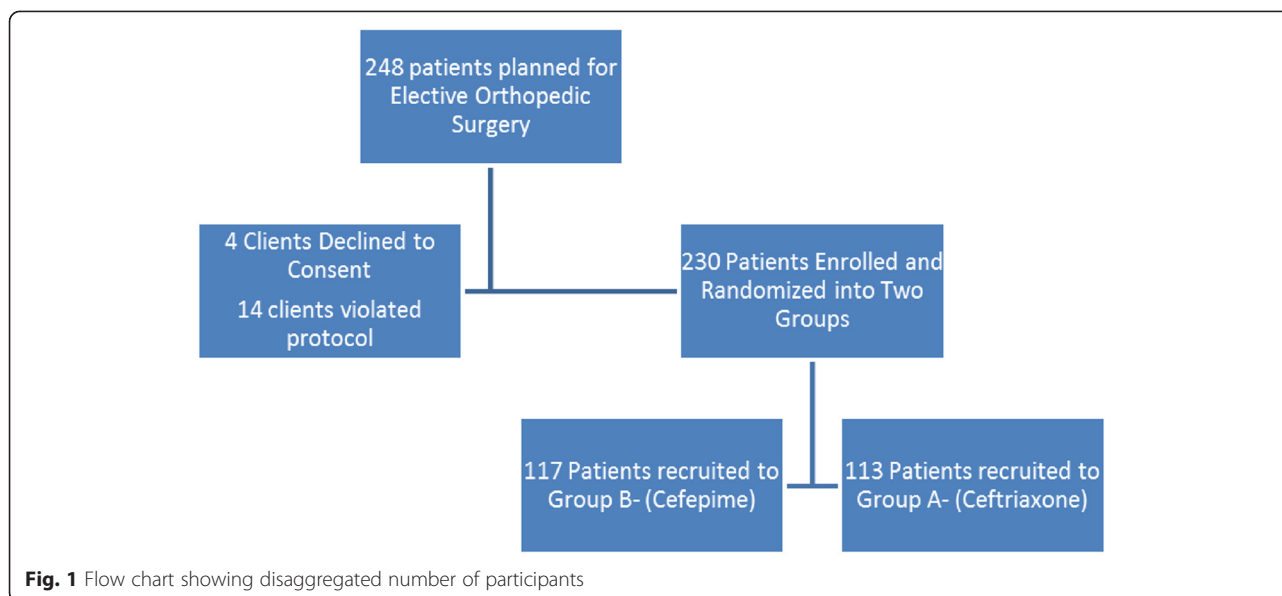 248 patients planned for
Elective Orthopedic
Surgery
4 Clients Declined to
Consent
14 clients violated
protocol
230 Patients Enrolled and
Randomized into Two
Groups
117 Patients recruited to
Group B- (Cefepime)
113 Patients recruited to
Group A- (Ceftriaxone)
Fig. 1 Flow chart showing disaggregated number of participants